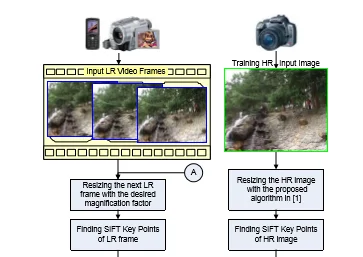 Input LR Video Frames
Training HR Input Image
A
Resizing the next LR
frame with the desired
magnification factor
Resizing the HR Image
with the proposed
algorithm in [1]
Finding SIFT Key Points
of LR frame
Finding SIFT Key Points
of HR Image